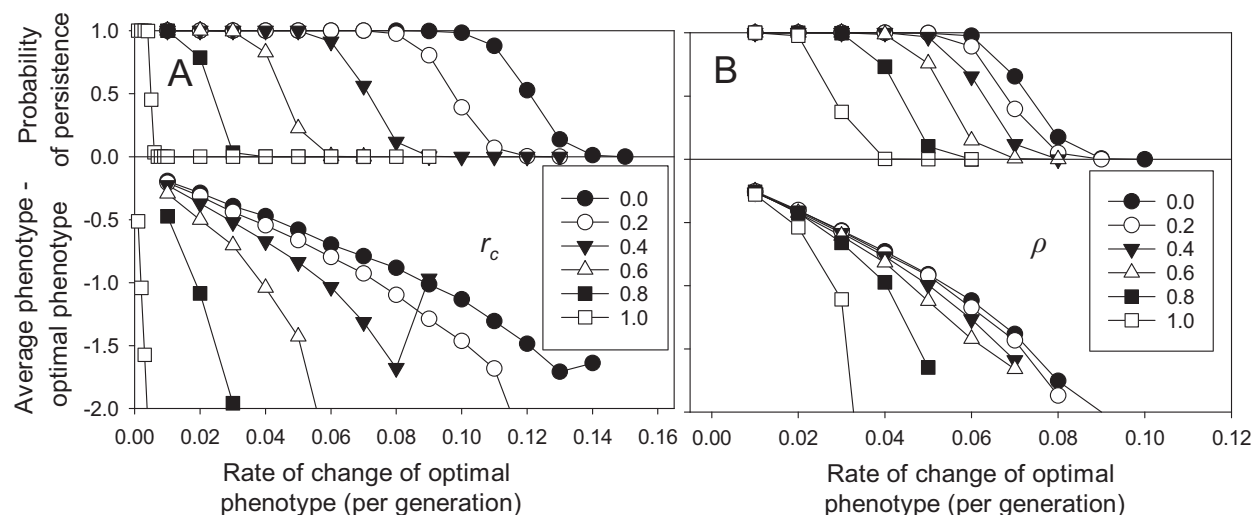 Probability
of persistence
1.0
0.5
0.0
A
B
Average phenotype -
optimal phenotype
-0.5
-1.0
-1.5
-2.0
r_c
0.0
0.2
0.4
0.6
0.8
1.0
ρ
0.0
0.2
0.4
0.6
0.8
1.0
0.00 0.02 0.04 0.06 0.08 0.10 0.12 0.14 0.16
0.00 0.02 0.04 0.06 0.08 0.10 0.12
Rate of change of optimal
phenotype (per generation)
Rate of change of optimal
phenotype (per generation)